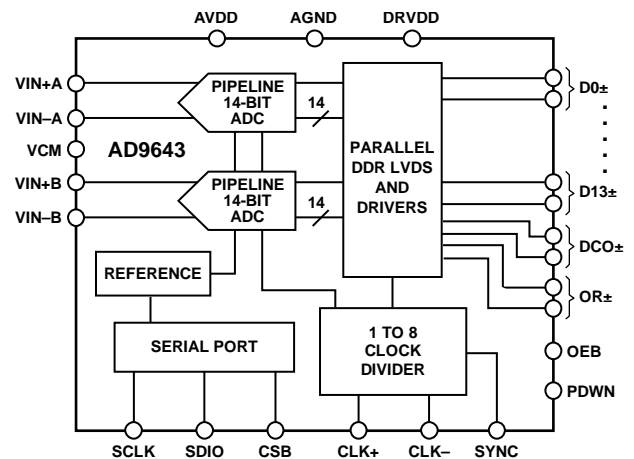 AVDD AGND DRVDD
VIN+A
VIN–A
VCM
VIN+B
VIN–B
AD9643
PIPELINE
14-BIT
ADC
14
PIPELINE
14-BIT
ADC
14
PARALLEL
DDR LVDS
AND
DRIVERS
REFERENCE
SERIAL PORT
1 TO 8
CLOCK
DIVIDER
D0±
D13±
DCO±
OR±
OEB
PDWN
SCLK SDIO CSB CLK+ CLK– SYNC